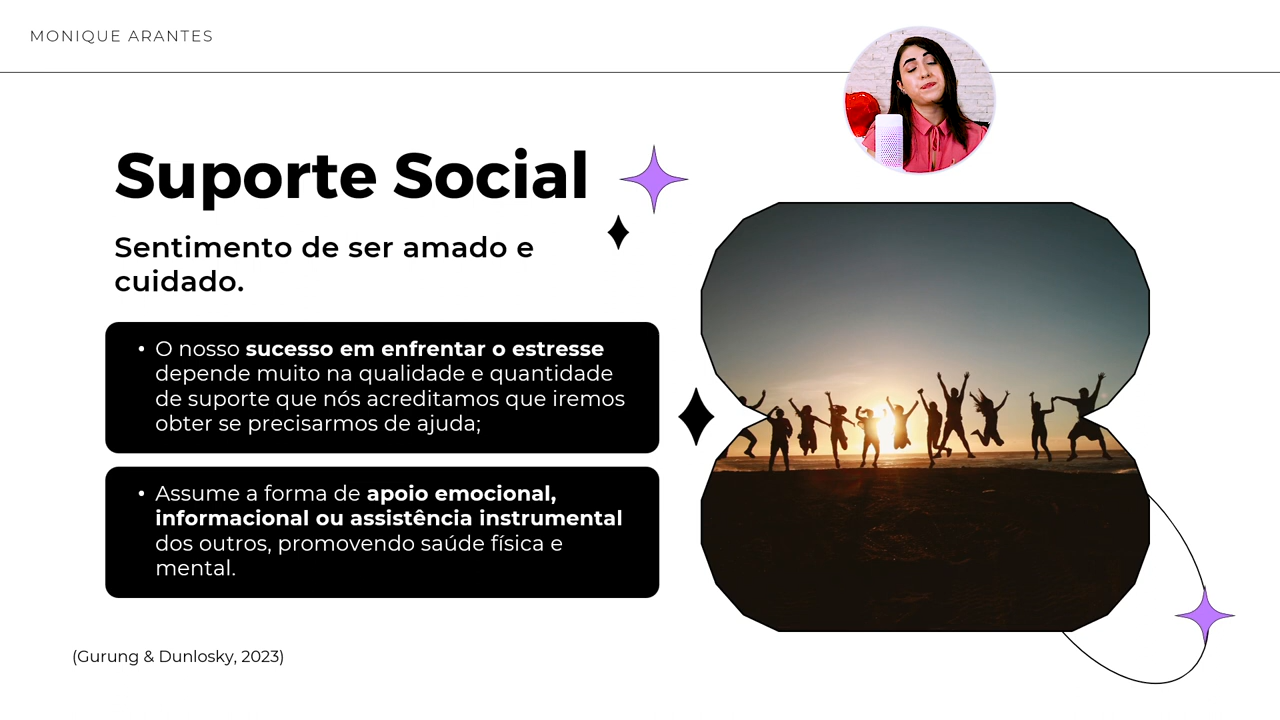 MONIQUE ARANTES
Suporte Social
Sentimento de ser amado e
cuidado.
• O nosso sucesso em enfrentar o estresse
depende muito na qualidade e quantidade
de suporte que nós acreditamos que iremos
obter se precisarmos de ajuda;
• Assume a forma de apoio emocional,
informacional ou assistência instrumental
dos outros, promovendo saúde física e
mental.
(Gurung & Dunlosky, 2023)